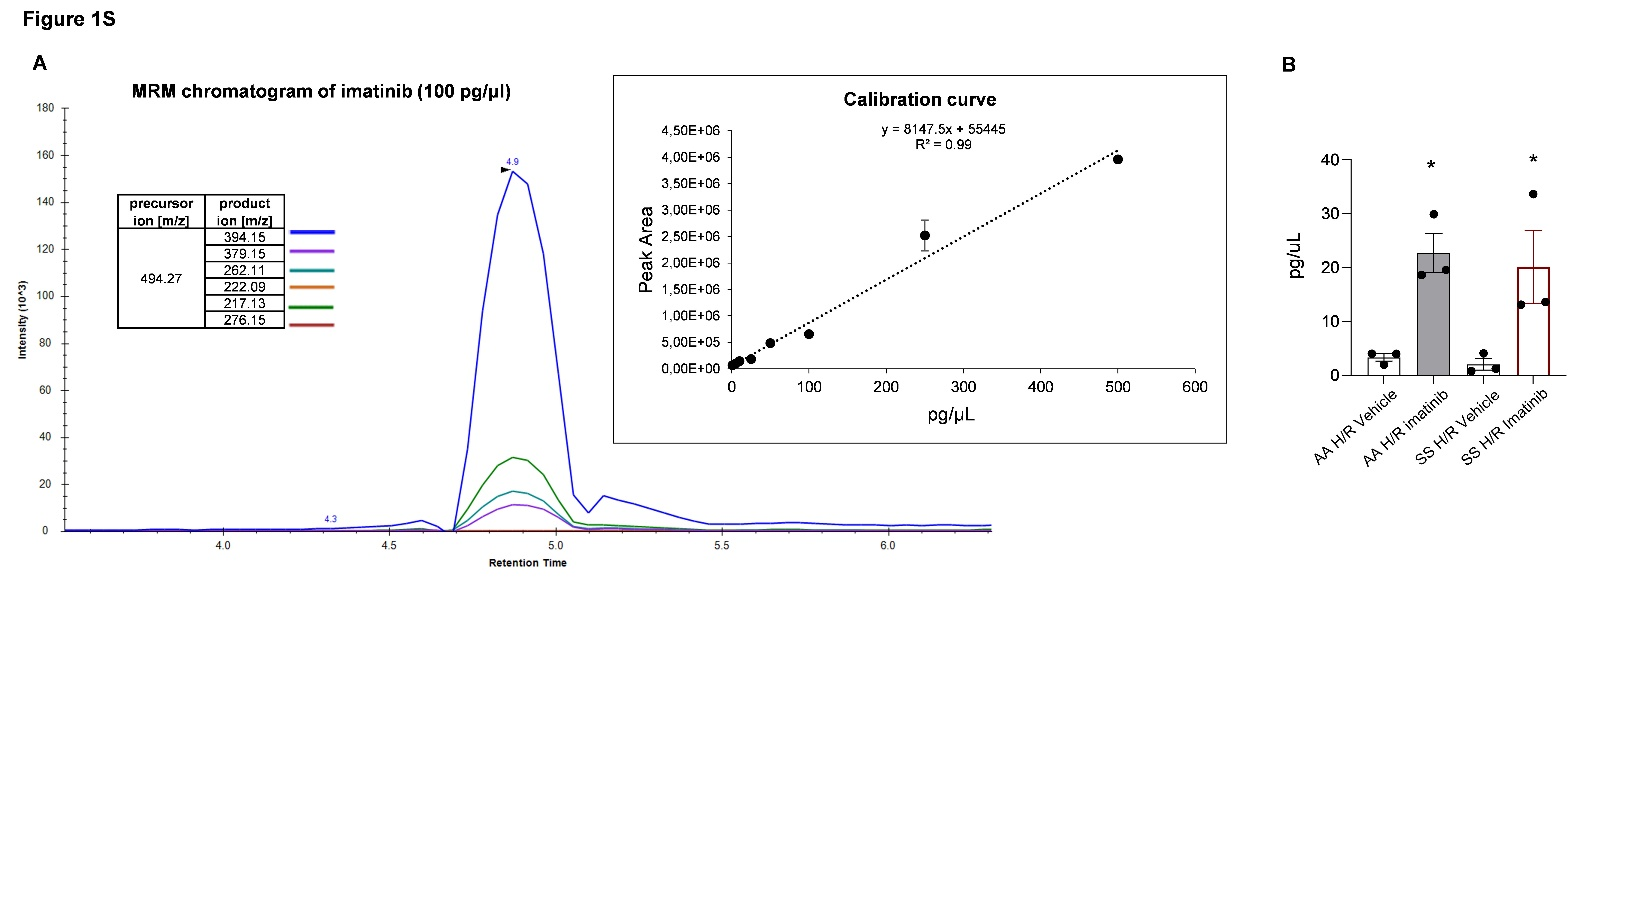 Figure 1S
A
MRM chromatogram of imatinib (100 pg/µl)
180
160
140
120
100
80
60
40
20
0
Intensity (10^3)
4.9
4.3
precursor ion [m/z]
product ion [m/z]
494.27
394.15
379.15
262.11
222.09
217.13
276.15
4.0
4.5
5.0
5.5
6.0
Retention Time
Calibration curve
y = 8147.5x + 55445
R² = 0.99
4,50E+06
4,00E+06
3,50E+06
3,00E+06
2,50E+06
2,00E+06
1,50E+06
1,00E+06
5,00E+05
0,00E+00
Peak Area
0
100
200
300
400
500
600
pg/µL
B
40
30
20
10
0
pg/uL
*
*
AA H/R Vehicle
AA H/R imatinib
SS H/R Vehicle
SS H/R Imatinib